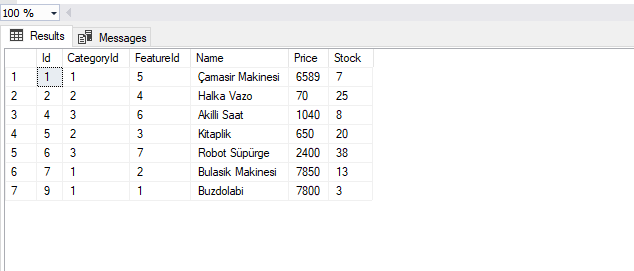 100 %
Results Messages
Id CategoryId FeatureId Name Price Stock
1 1 1 5 Çamasir Makinesi 6589 7
2 2 2 4 Halka Vazo 70 25
3 4 3 6 Akilli Saat 1040 8
4 5 2 3 Kitaplik 650 20
5 6 3 7 Robot Süpürge 2400 38
6 7 1 2 Bulasik Makinesi 7850 13
7 9 1 1 Buzdolabi 7800 3